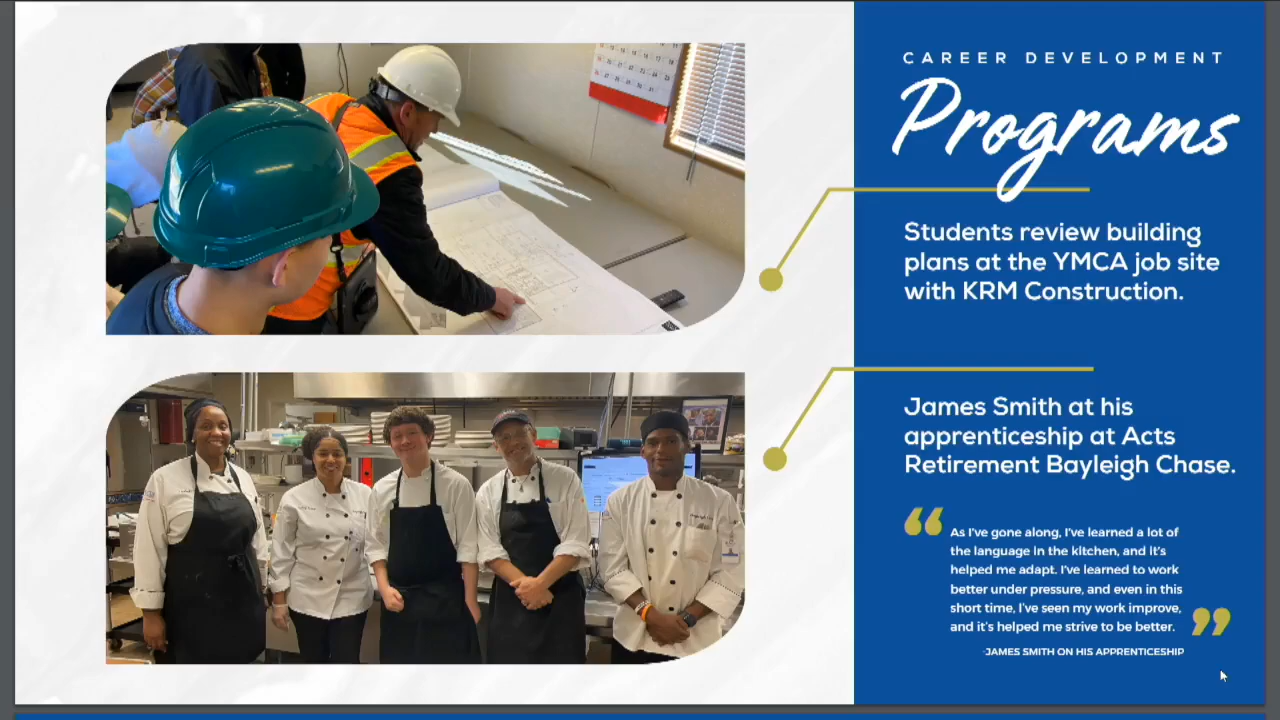 CAREER DEVELOPMENT
Programs
Students review building
plans at the YMCA job site
with KRM Construction.
James Smith at his
apprenticeship at Acts
Retirement Bayleigh Chase.
“
As I've gone along, I've learned a lot of
the language in the kitchen, and it's
helped me adapt. I've learned to work
better under pressure, and even in this
short time, I've seen my work improve,
and it's helped me strive to be better.
”
-JAMES SMITH ON HIS APPRENTICESHIP